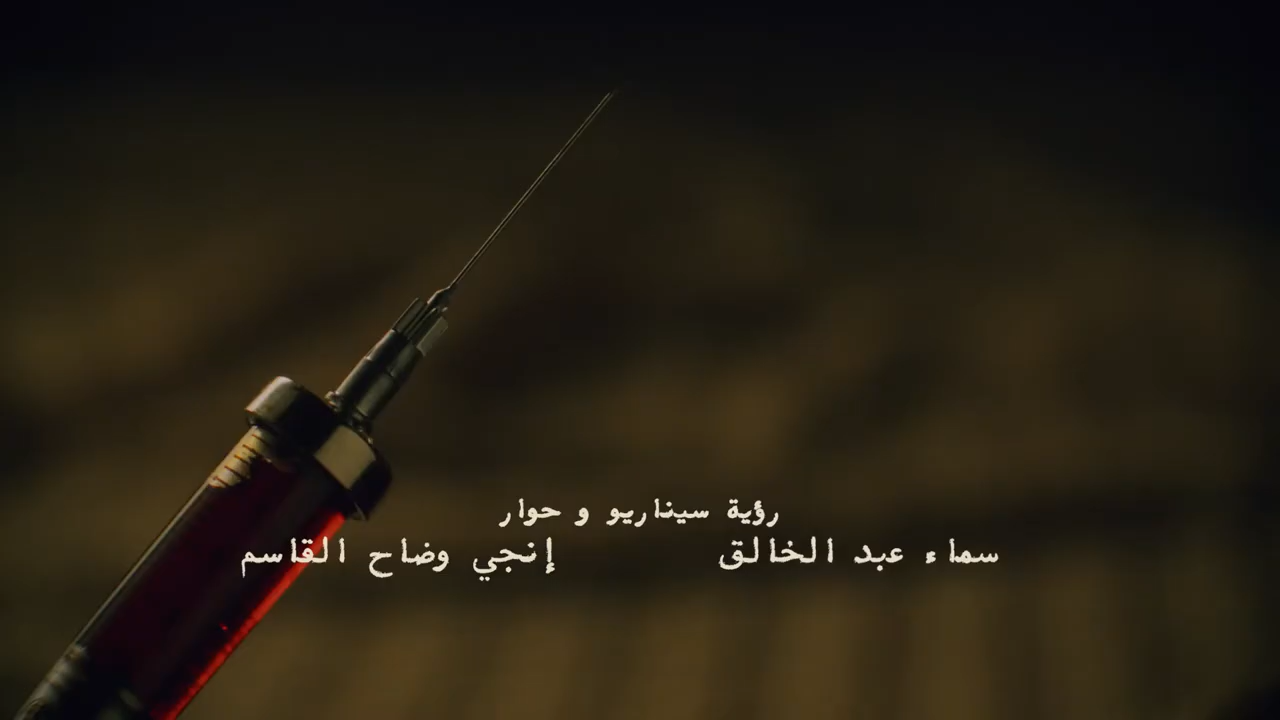 رؤية سيناريو و حوار
سماء عبد الخالق إنجي وضاح القاسم